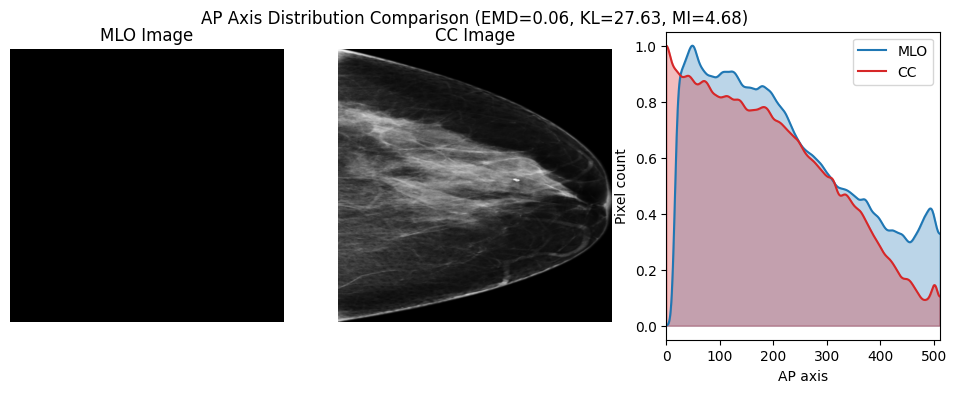 AP Axis Distribution Comparison (EMD=0.06, KL=27.63, MI=4.68)
MLO Image
CC Image
MLO
CC
Pixel count
1.0
0.8
0.6
0.4
0.2
0.0
0 100 200 300 400 500
AP axis